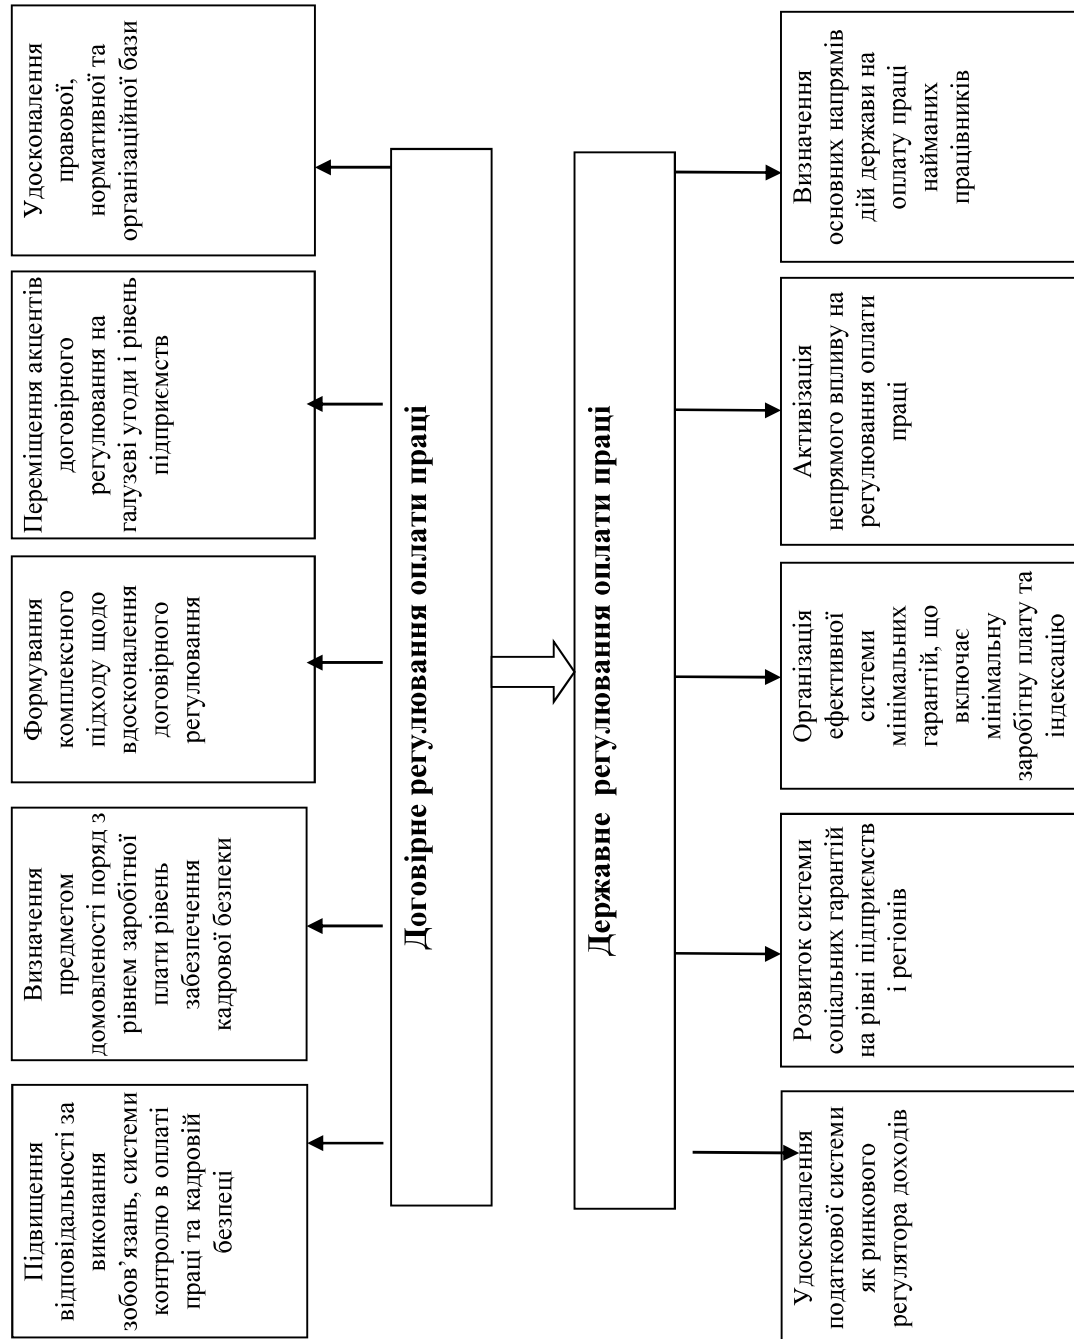 Підвищення
відповідальності за
виконання
зобов’язань, системи
контролю в оплаті
праці та кадровій
безпеці
Визначення
предметом
домовленості поряд з
рівнем заробітної
плати рівень
забезпечення
кадрової безпеки
Формування
комплексного
підходу щодо
вдосконалення
договірного
регулювання
Переміщення акцентів
договірного
регулювання на
галузеві угоди і рівень
підприємств
Удосконалення
правової,
нормативної та
організаційної бази
Договірне регулювання оплати праці
Державне регулювання оплати праці
Удосконалення
податкової системи
як ринкового
регулятора доходів
Розвиток системи
соціальних гарантій
на рівні підприємств
і регіонів
Організація
ефективної
системи
мінімальних
гарантій, що
включає
мінімальну
заробітну плату та
індексацію
Активізація
непрямого впливу на
регулювання оплати
праці
Визначення
основних напрямів
дій держави на
оплату праці
найманих
працівників